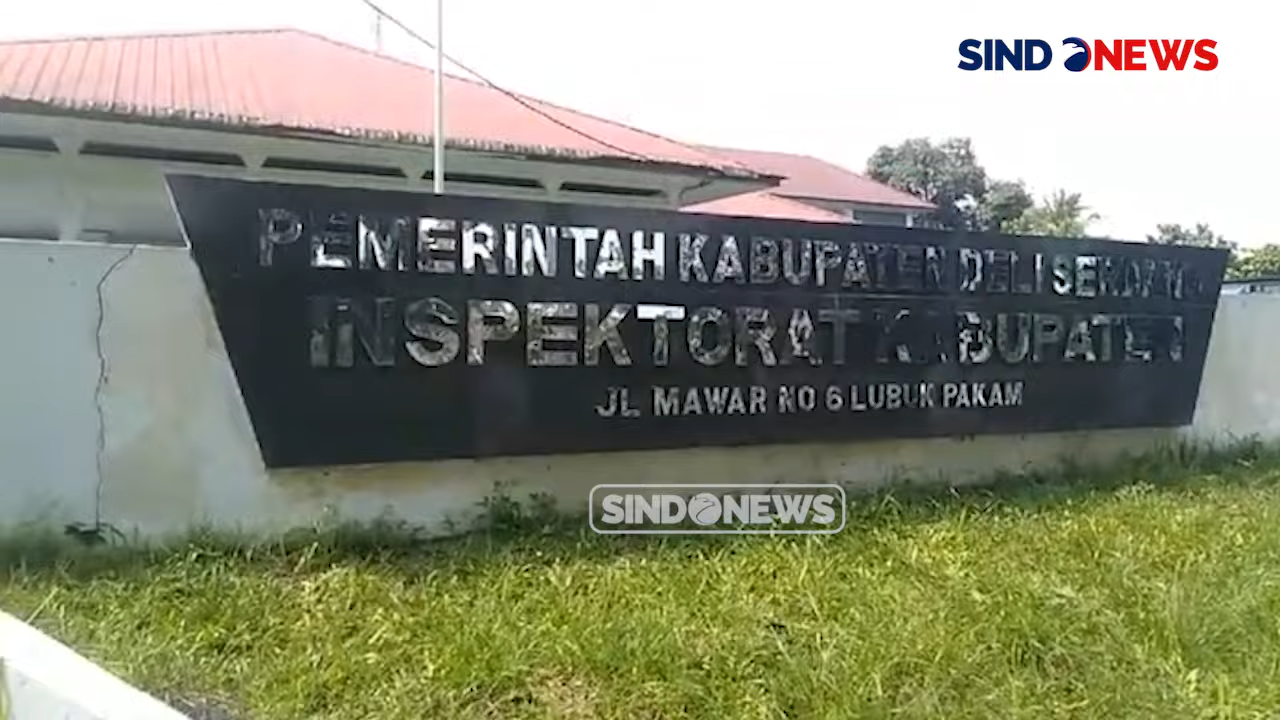 SINDONEWS
PEMERINTAH KABUPATEN DELI SERDANG
INSPEKTORAT KABUPATEN
JL. MAWAR NO 6 LUBUK PAKAM
SINDONEWS